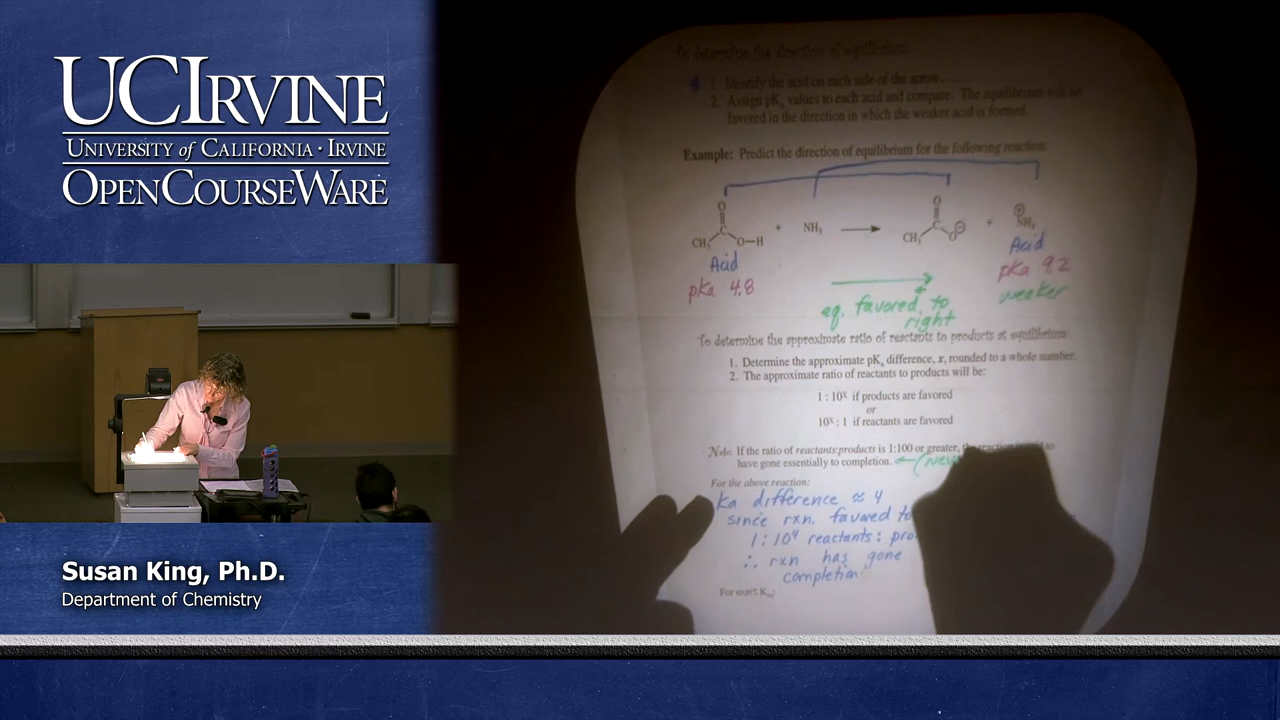 UCIRVINE
UNIVERSITY of CALIFORNIA · IRVINE
OPENCOURSEWARE
Susan King, Ph.D.
Department of Chemistry
To determine the direction of equilibrium:
1. Identify the acid on each side of the arrow.
2. Assign pKa values to each acid and compare. The equilibrium will be
favored in the direction in which the weaker acid is formed.
Example: Predict the direction of equilibrium for the following reaction:
O O
CH3 C O—H + NH3 → CH3 C O⊖ + ⊕NH4
Acid Acid
pKa 4.8 pKa 9.2
weaker
eq. favored to
right
To determine the approximate ratio of reactants to products at equilibrium:
1. Determine the approximate pKa difference, x, rounded to a whole number.
2. The approximate ratio of reactants to products will be:
1 : 10ˣ if products are favored
or
10ˣ : 1 if reactants are favored
Note: If the ratio of reactants:products is 1:100 or greater, the reaction is said to
have gone essentially to completion. ← (
For the above reaction:
Ka difference ≈ 4
since rxn. favored to
1:10⁴ reactants : pro
∴ rxn has gone
completion
For exact Keq: